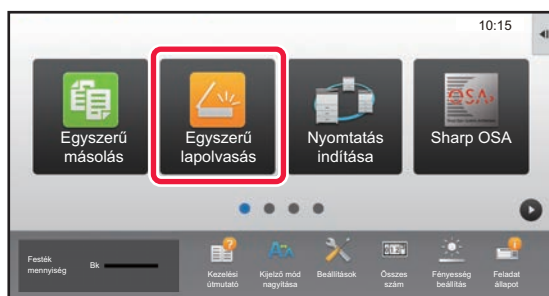 10:15
Egyszerű
másolás
Egyszerű
lapolvasás
Nyomtatás
indítása
Sharp OSA
Festék
mennyiség
Bk
Kezelési
útmutató
Kijelző mód
nagyítása
Beállítások
Összes
szám
Fényesség
beállítás
Feladat
állapot